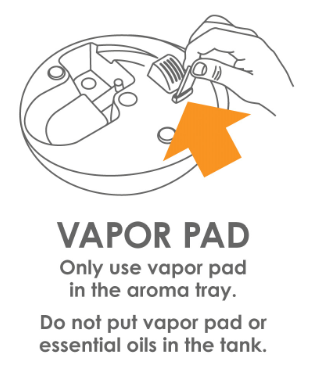 VAPOR PAD
Only use vapor pad
in the aroma tray.
Do not put vapor pad or
essential oils in the tank.